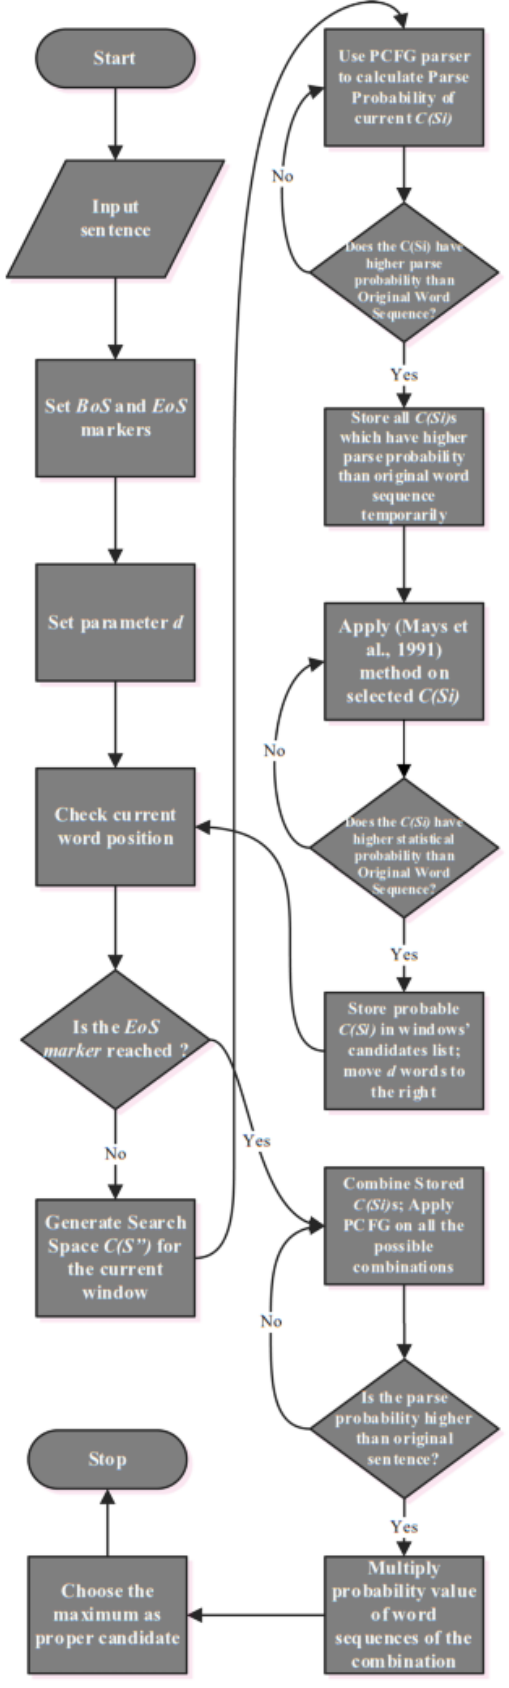 Start
Input
sentence
Set BoS and EoS
markers
Set parameter d
Check current
word position
Is the EoS
marker reached ?
No
Yes
Generate Search
Space C(S”) for
the current
window
Use PCFG parser
to calculate Parse
Probability of
current C(Si)
No
Does the C(Si) have
higher parse
probability than
Original Word
Sequence?
Yes
Store all C(Si)s
which have higher
parse probability
than original word
sequence
temporarily
Apply (Mays et
al., 1991)
method on
selected C(Si)
No
Does the C(Si) have
higher statistical
probability than
Original Word
Sequence?
Yes
Store probable
C(Si) in windows’
candidates list;
move d words to
the right
Combine Stored
C(Si)s; Apply
PCFG on all the
possible
combinations
No
Is the parse
probability higher
than original
sentence?
Yes
Multiply
probability value
of word
sequences of the
combination
Choose the
maximum as
proper candidate
Stop